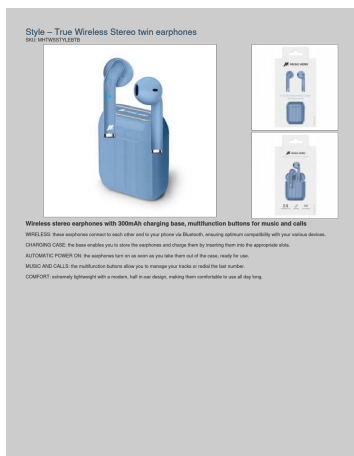 Style – True Wireless Stereo twin earphones
SKU: MHTWSSTYLEBTB
MUSIC HERO
Wireless stereo earphones with 300mAh charging base, multifunction buttons for music and calls
WIRELESS: these earphones connect to each other and to your phone via Bluetooth, ensuring optimum compatibility with your various devices.
CHARGING CASE: the base enables you to store the earphones and charge them by inserting them into the appropriate slots.
AUTOMATIC POWER ON: the earphones turn on as soon as you take them out of the case, ready for use.
MUSIC AND CALLS: the multifunction buttons allow you to manage your tracks or redial the last number.
COMFORT: extremely lightweight with a modern, half in-ear design, making them comfortable to use all day long.